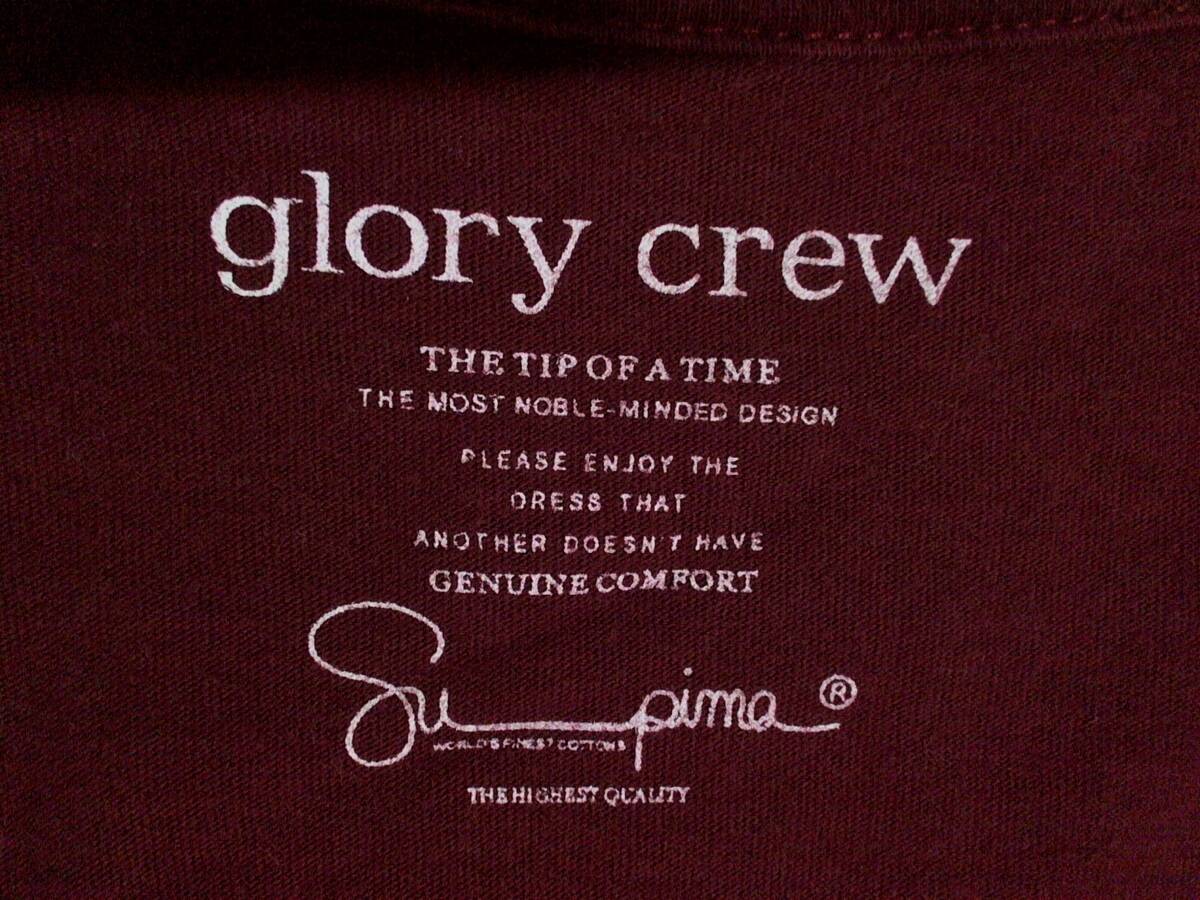 glory crew
THE TIP OF A TIME
THE MOST NOBLE-MINDED DESIGN
PLEASE ENJOY THE
DRESS THAT
ANOTHER DOESN'T HAVE
GENUINE COMFORT
Supima®
WORLD'S FINEST COTTONS
THE HIGHEST QUALITY